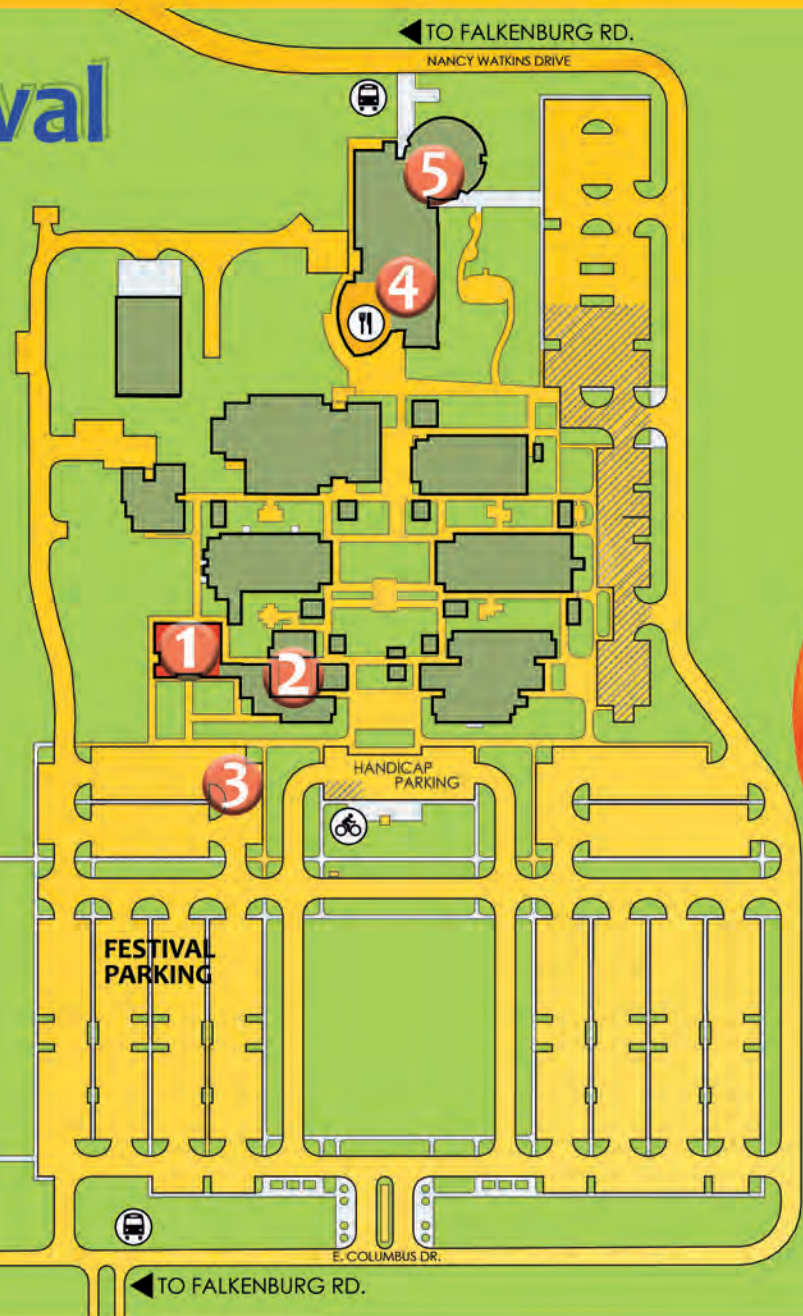 TO FALKENBURG RD.
NANCY WATKINS DRIVE
val
5
4
1
2
3
HANDICAP
PARKING
FESTIVAL
PARKING
E. COLUMBUS DR.
TO FALKENBURG RD.